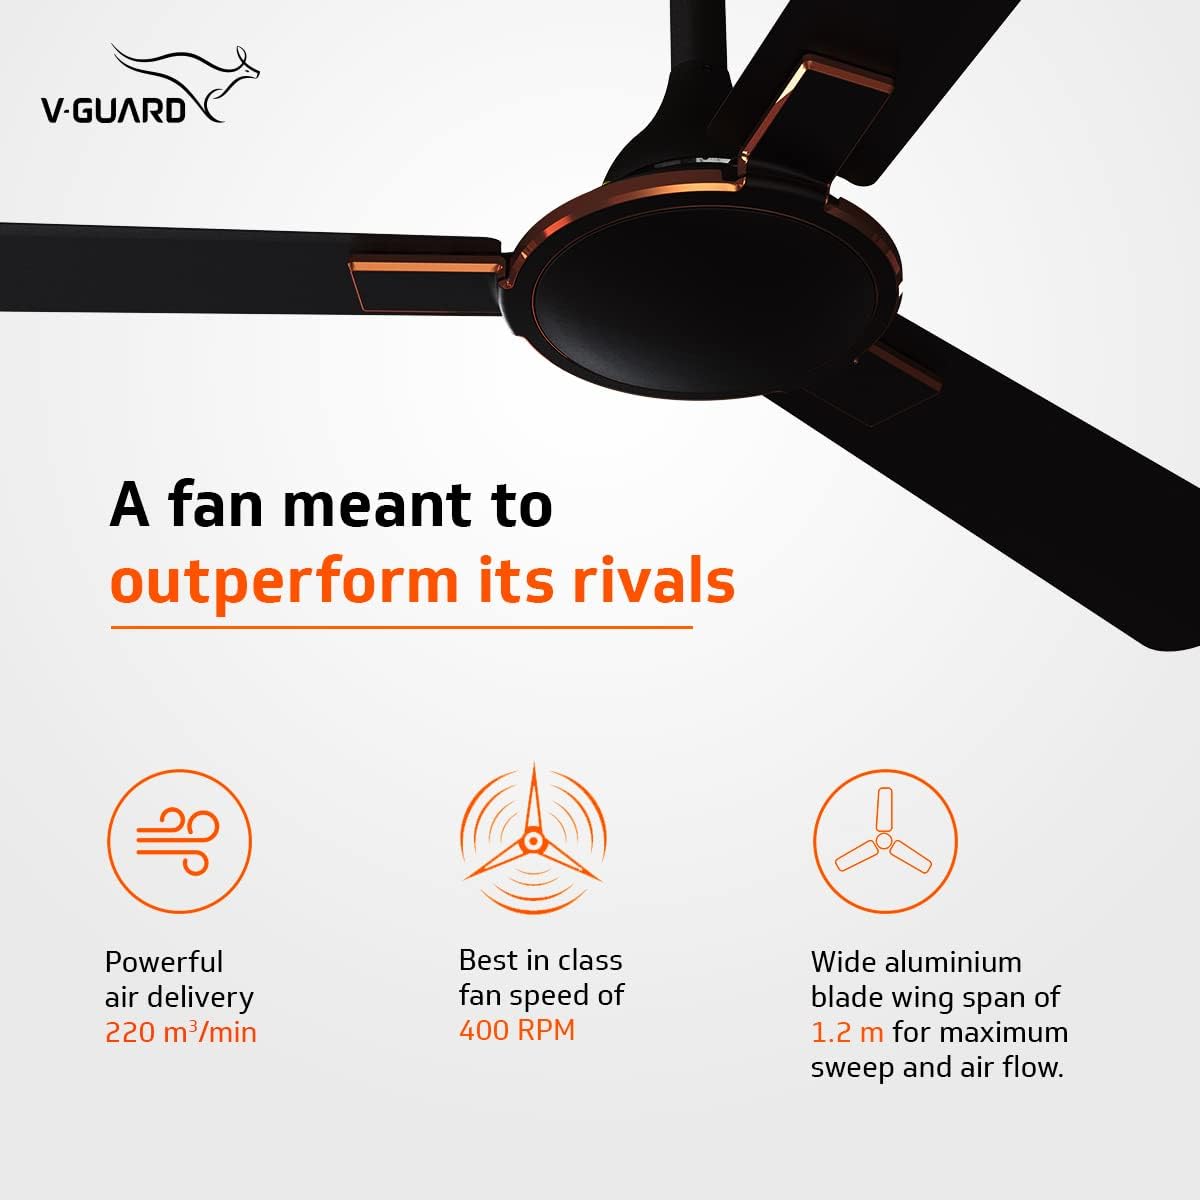 V-GUARD
A fan meant to
outperform its rivals
Powerful
air delivery
220 m³/min
Best in class
fan speed of
400 RPM
Wide aluminium
blade wing span of
1.2 m for maximum
sweep and air flow.